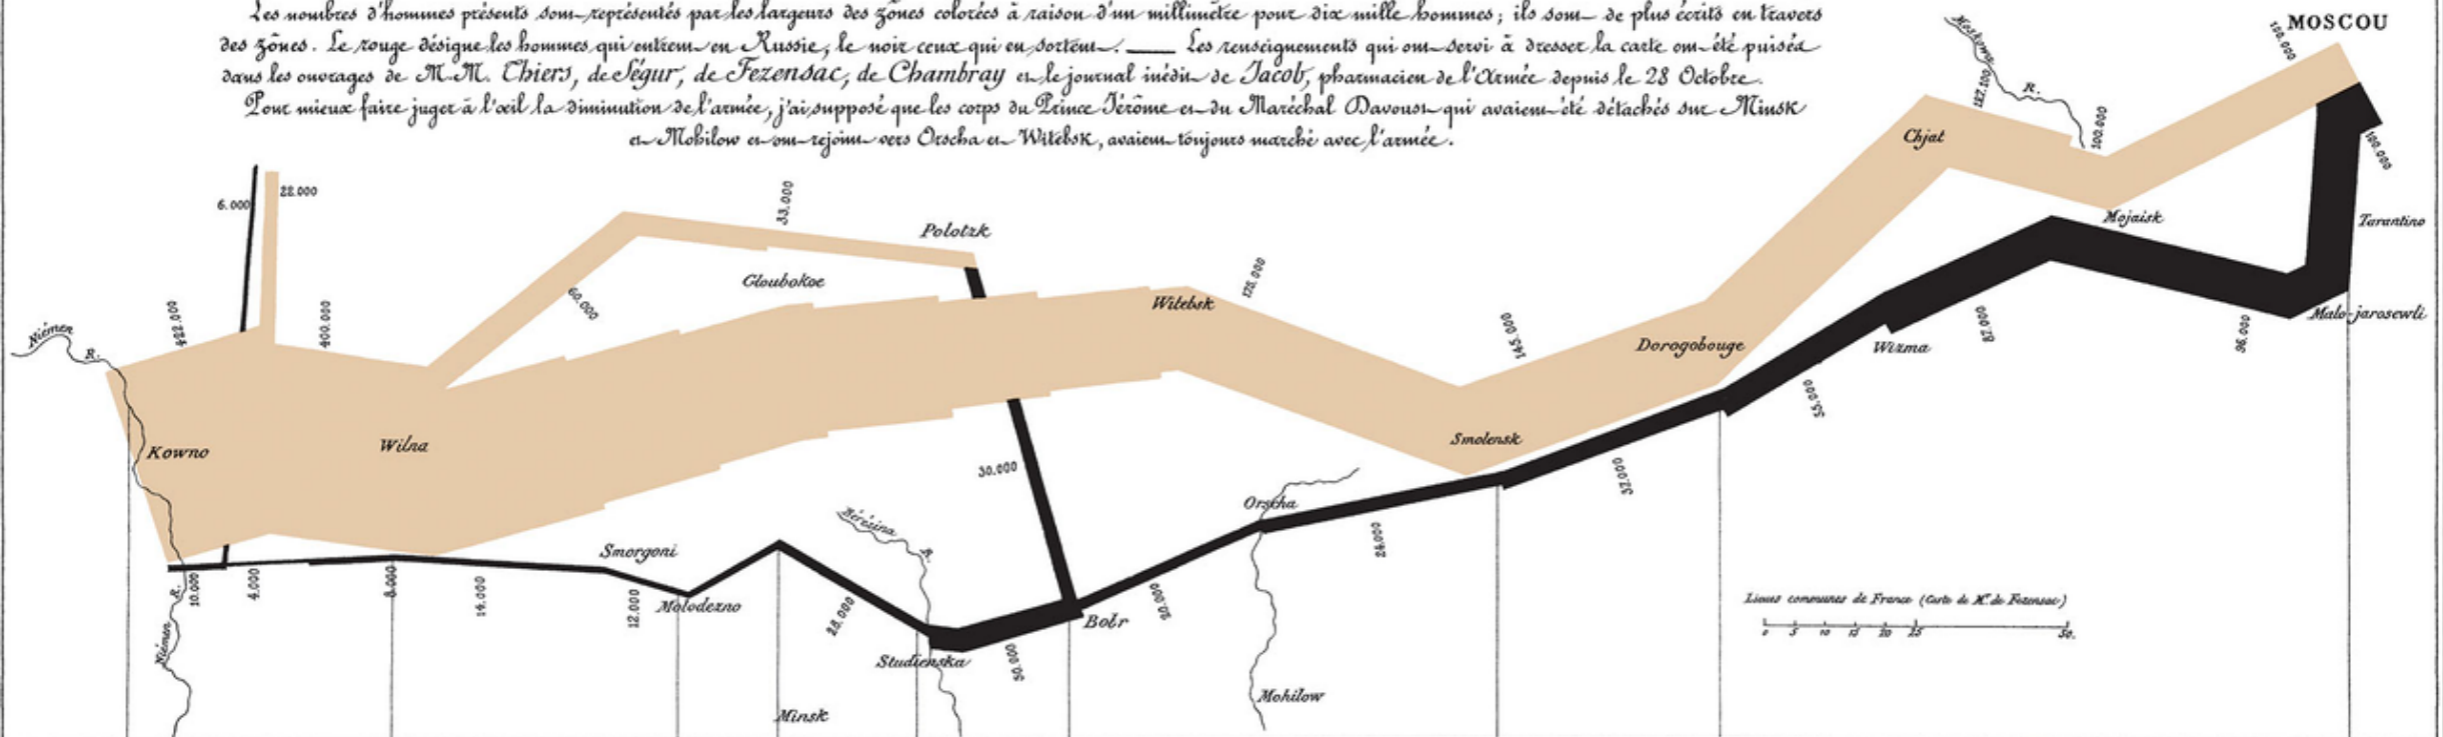 Les nombres d'hommes présents sont représentés par les largeurs des zônes colorées à raison d'un millimètre pour dix mille hommes; ils sont de plus écrits en travers
des zônes. Le rouge désigne les hommes qui entrent en Russie, le noir ceux qui en sortent. — Les renseignements qui ont servi à dresser la carte ont été puisés
dans les ouvrages de M.M. Thiers, de Ségur, de Fezensac, de Chambray et le journal inédit de Jacob, pharmacien de l'Armée depuis le 28 Octobre.
Pour mieux faire juger à l'œil la diminution de l'armée, j'ai supposé que les corps du Prince Jérôme et du Maréchal Davoust qui avaient été détachés sur Minsk
et Mohilow et ont rejoint vers Orscha et Witebsk, avaient toujours marché avec l'armée.
MOSCOU
100.000
Moskowa
R.
127.100
100.000
100.000
Chjat
Mojaisk
Tarantino
Malo-jarosewli
6.000
22.000
33.000
Polotzk
Gloubokoe
60.000
Witebsk
175.000
422.000
400.000
Niémen
R.
145.000
Dorogobouge
Wizma
87.000
96.000
55.000
Kowno
Wilna
Smolensk
37.000
30.000
Orscha
24.000
Bérézina
R.
Smorgoni
Molodezno
R.
10.000
4.000
8.000
14.000
12.000
28.000
Studienska
50.000
Bobr
20.000
Niémen
Minsk
Mohilow
Lieues communes de France (Carte de M. de Fezensac)
0 5 10 15 20 25 50.